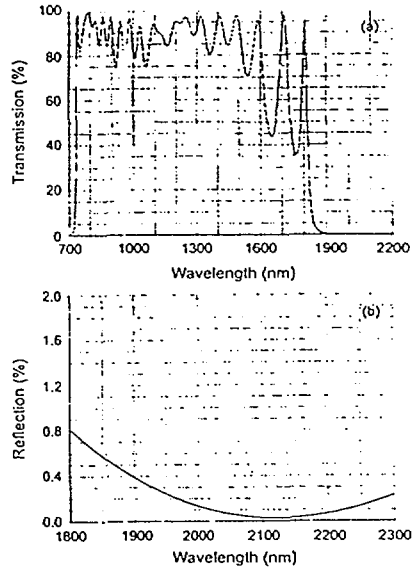 (a)
Transmission (%)
100
80
60
40
20
0
700 1000 1300 1600 1900 2200
Wavelength (nm)
(b)
Reflection (%)
2.0
1.6
1.2
0.8
0.4
0.0
1800 1900 2000 2100 2200 2300
Wavelength (nm)